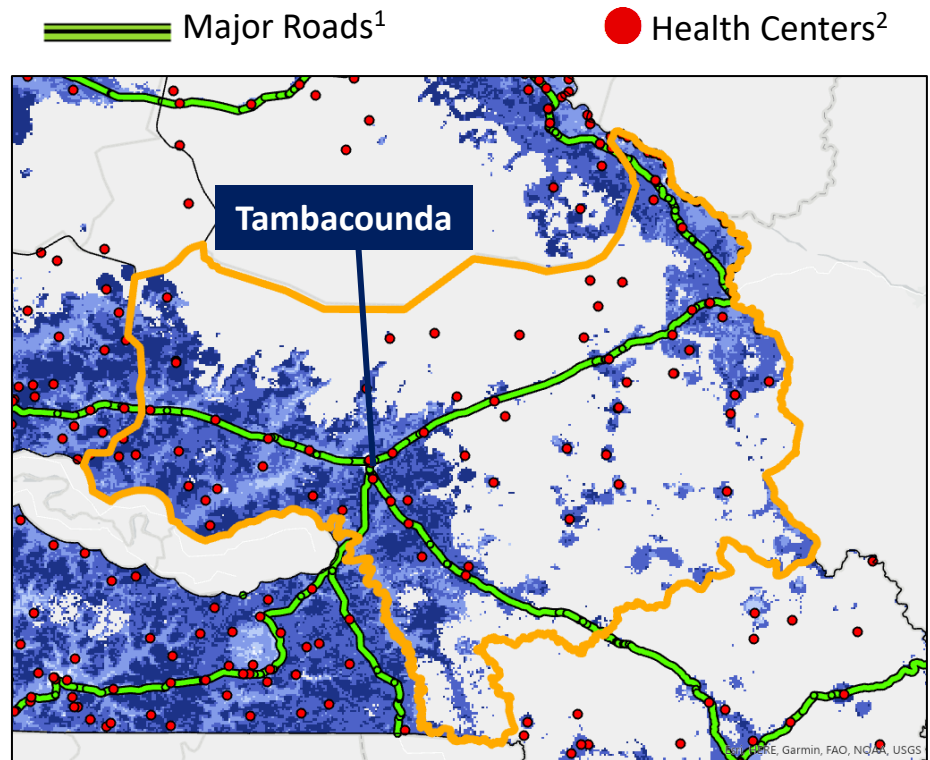 Major Roads¹
Health Centers²
Tambacounda
Esri, HERE, Garmin, FAO, NOAA, USGS